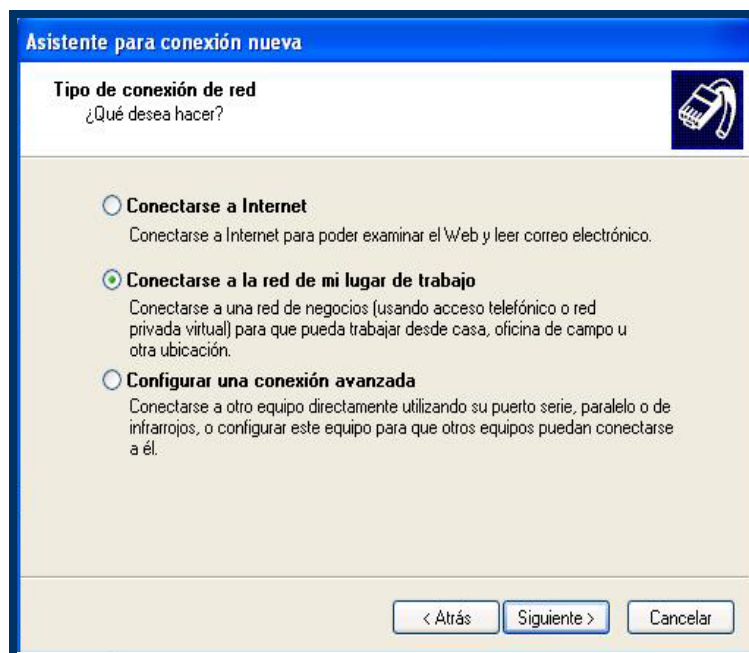 Asistente para conexión nueva
Tipo de conexión de red
¿Qué desea hacer?
Conectarse a Internet
Conectarse a Internet para poder examinar el Web y leer correo electrónico.
Conectarse a la red de mi lugar de trabajo
Conectarse a una red de negocios (usando acceso telefónico o red
privada virtual) para que pueda trabajar desde casa, oficina de campo u
otra ubicación.
Configurar una conexión avanzada
Conectarse a otro equipo directamente utilizando su puerto serie, paralelo o de
infrarrojos, o configurar este equipo para que otros equipos puedan conectarse
a él.
< Atrás
Siguiente >
Cancelar